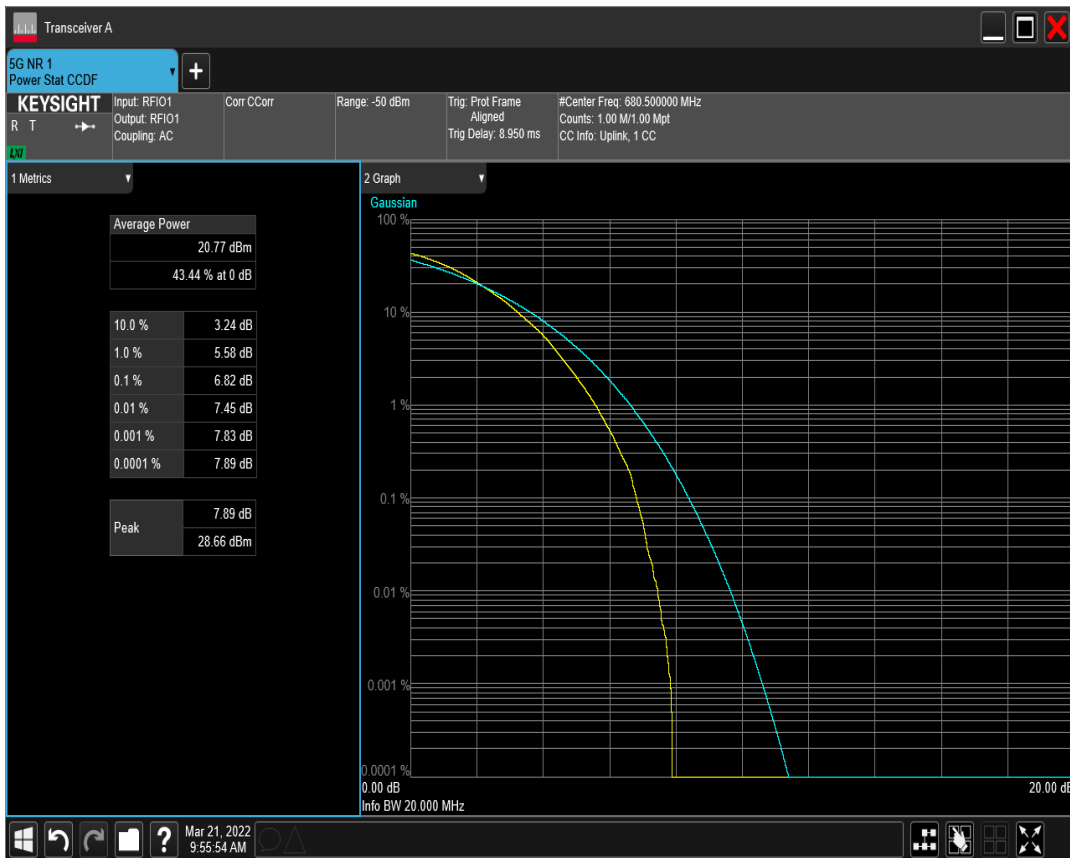 Transceiver A
5G NR 1
Power Stat CCDF
KEYSIGHT
R T
LXI
Input: RFIO1
Output: RFIO1
Coupling: AC
Corr CCorr
Range: -50 dBm
Trig: Prot Frame
Aligned
Trig Delay: 8.950 ms
#Center Freq: 680.500000 MHz
Counts: 1.00 M/1.00 Mpt
CC Info: Uplink, 1 CC
1 Metrics
Average Power
20.77 dBm
43.44 % at 0 dB
10.0 % 3.24 dB
1.0 % 5.58 dB
0.1 % 6.82 dB
0.01 % 7.45 dB
0.001 % 7.83 dB
0.0001 % 7.89 dB
Peak
7.89 dB
28.66 dBm
2 Graph
Gaussian
100 %
10 %
1 %
0.1 %
0.01 %
0.001 %
0.0001 %
0.00 dB 20.00 dB
Info BW 20.000 MHz
?
Mar 21, 2022
9:55:54 AM